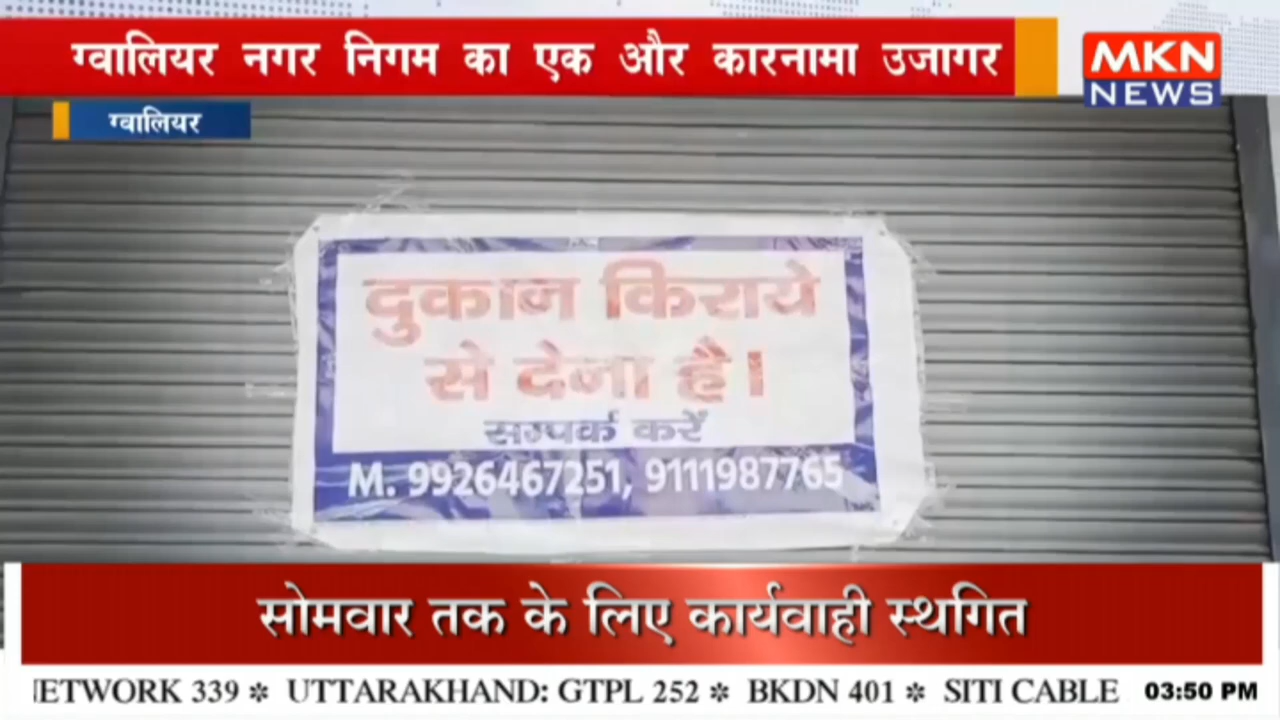 ग्वालियर नगर निगम का एक और कारनामा उजागर
MKN
NEWS
ग्वालियर
दुकान किराये
से देना है।
सम्पर्क करें
M. 9926467251, 9111987765
सोमवार तक के लिए कार्यवाही स्थगित
ETWORK 339 ✲ UTTARAKHAND: GTPL 252 ✲ BKDN 401 ✲ SITI CABLE
03:50 PM